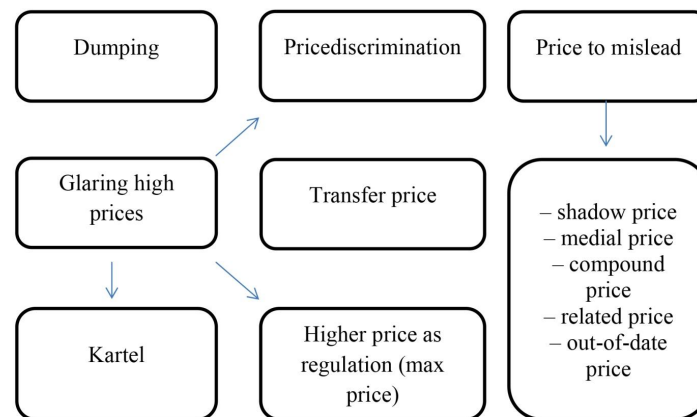 Dumping
Pricediscrimination
Price to mislead
Glaring high
prices
Transfer price
– shadow price
– medial price
– compound
price
– related price
– out-of-date
price
Kartel
Higher price as
regulation (max
price)